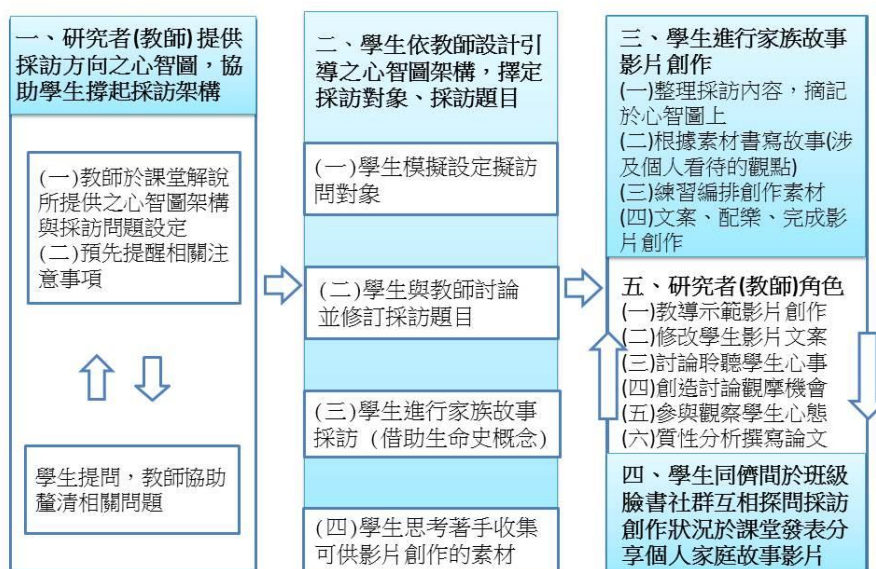 一、研究者(教師) 提供
採訪方向之心智圖，協
助學生撐起採訪架構
(一)教師於課堂解說
所提供之心智圖架構
與採訪問題設定
(二)預先提醒相關注
意事項
學生提問，教師協助
釐清相關問題
二、學生依教師設計引
導之心智圖架構，擇定
採訪對象、採訪題目
(一)學生模擬設定擬訪
問對象
(二)學生與教師討論
並修訂採訪題目
(三)學生進行家族故事
採訪 (借助生命史概念)
(四)學生思考著手收集
可供影片創作的素材
三、學生進行家族故事
影片創作
(一)整理採訪內容，摘記
於心智圖上
(二)根據素材書寫故事(涉
及個人看待的觀點)
(三)練習編排創作素材
(四)文案、配樂、完成影
片創作
五、研究者(教師)角色
(一)教導示範影片創作
(二)修改學生影片文案
(三)討論聆聽學生心事
(四)創造討論觀摩機會
(五)參與觀察學生心態
(六)質性分析撰寫論文
四、學生同儕間於班級
臉書社群互相探問採訪
創作狀況於課堂發表分
享個人家庭故事影片